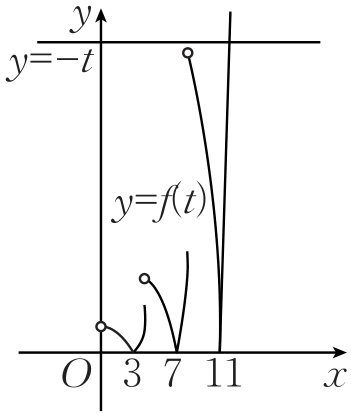 y
y=-t
y=f(t)
O 3 7 11 x